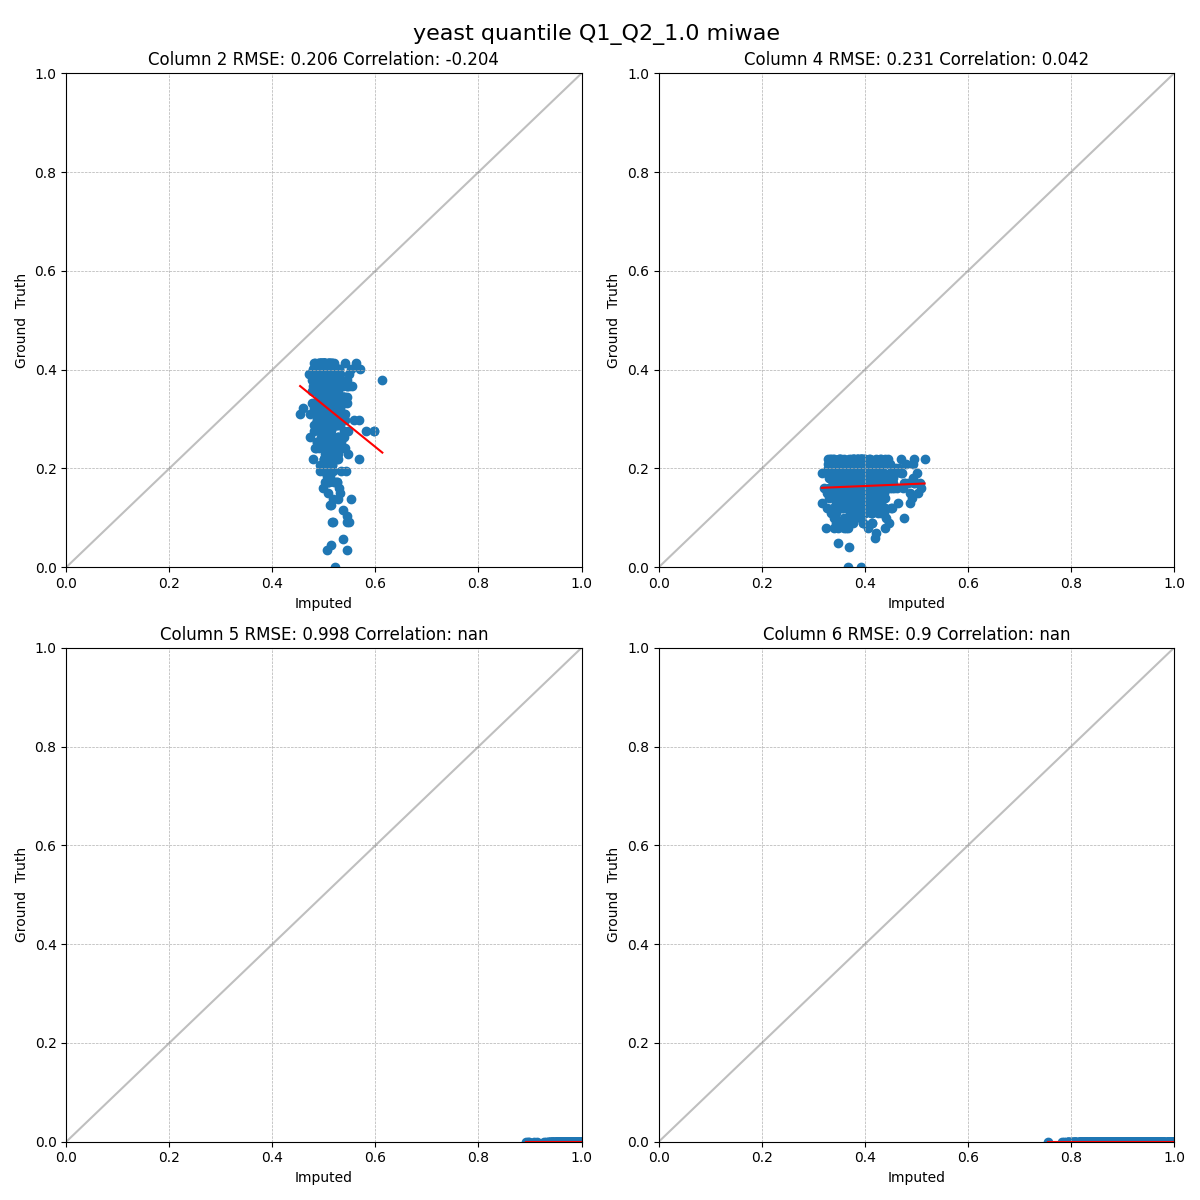 yeast quantile Q1_Q2_1.0 miwae
Column 2 RMSE: 0.206 Correlation: -0.204
Column 4 RMSE: 0.231 Correlation: 0.042
1.0
0.8
0.6
0.4
0.2
0.0
Ground Truth
0.0 0.2 0.4 0.6 0.8 1.0
Imputed
1.0
0.8
0.6
0.4
0.2
0.0
Ground Truth
0.0 0.2 0.4 0.6 0.8 1.0
Imputed
Column 5 RMSE: 0.998 Correlation: nan
Column 6 RMSE: 0.9 Correlation: nan
1.0
0.8
0.6
0.4
0.2
0.0
Ground Truth
0.0 0.2 0.4 0.6 0.8 1.0
Imputed
1.0
0.8
0.6
0.4
0.2
0.0
Ground Truth
0.0 0.2 0.4 0.6 0.8 1.0
Imputed